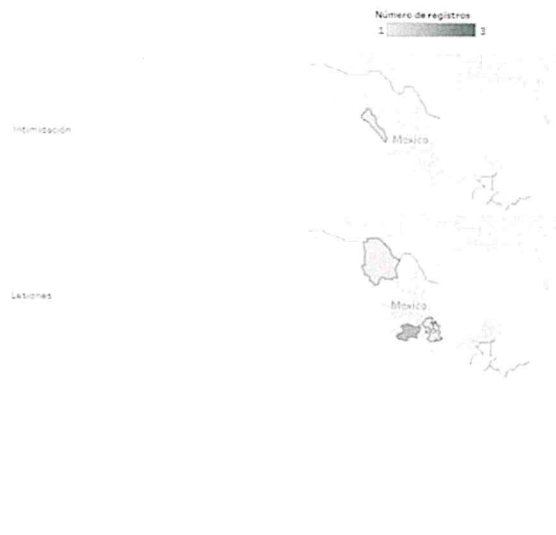 Número de registros
1 3
Intimidación
Mexico
Lesiones
Mexico